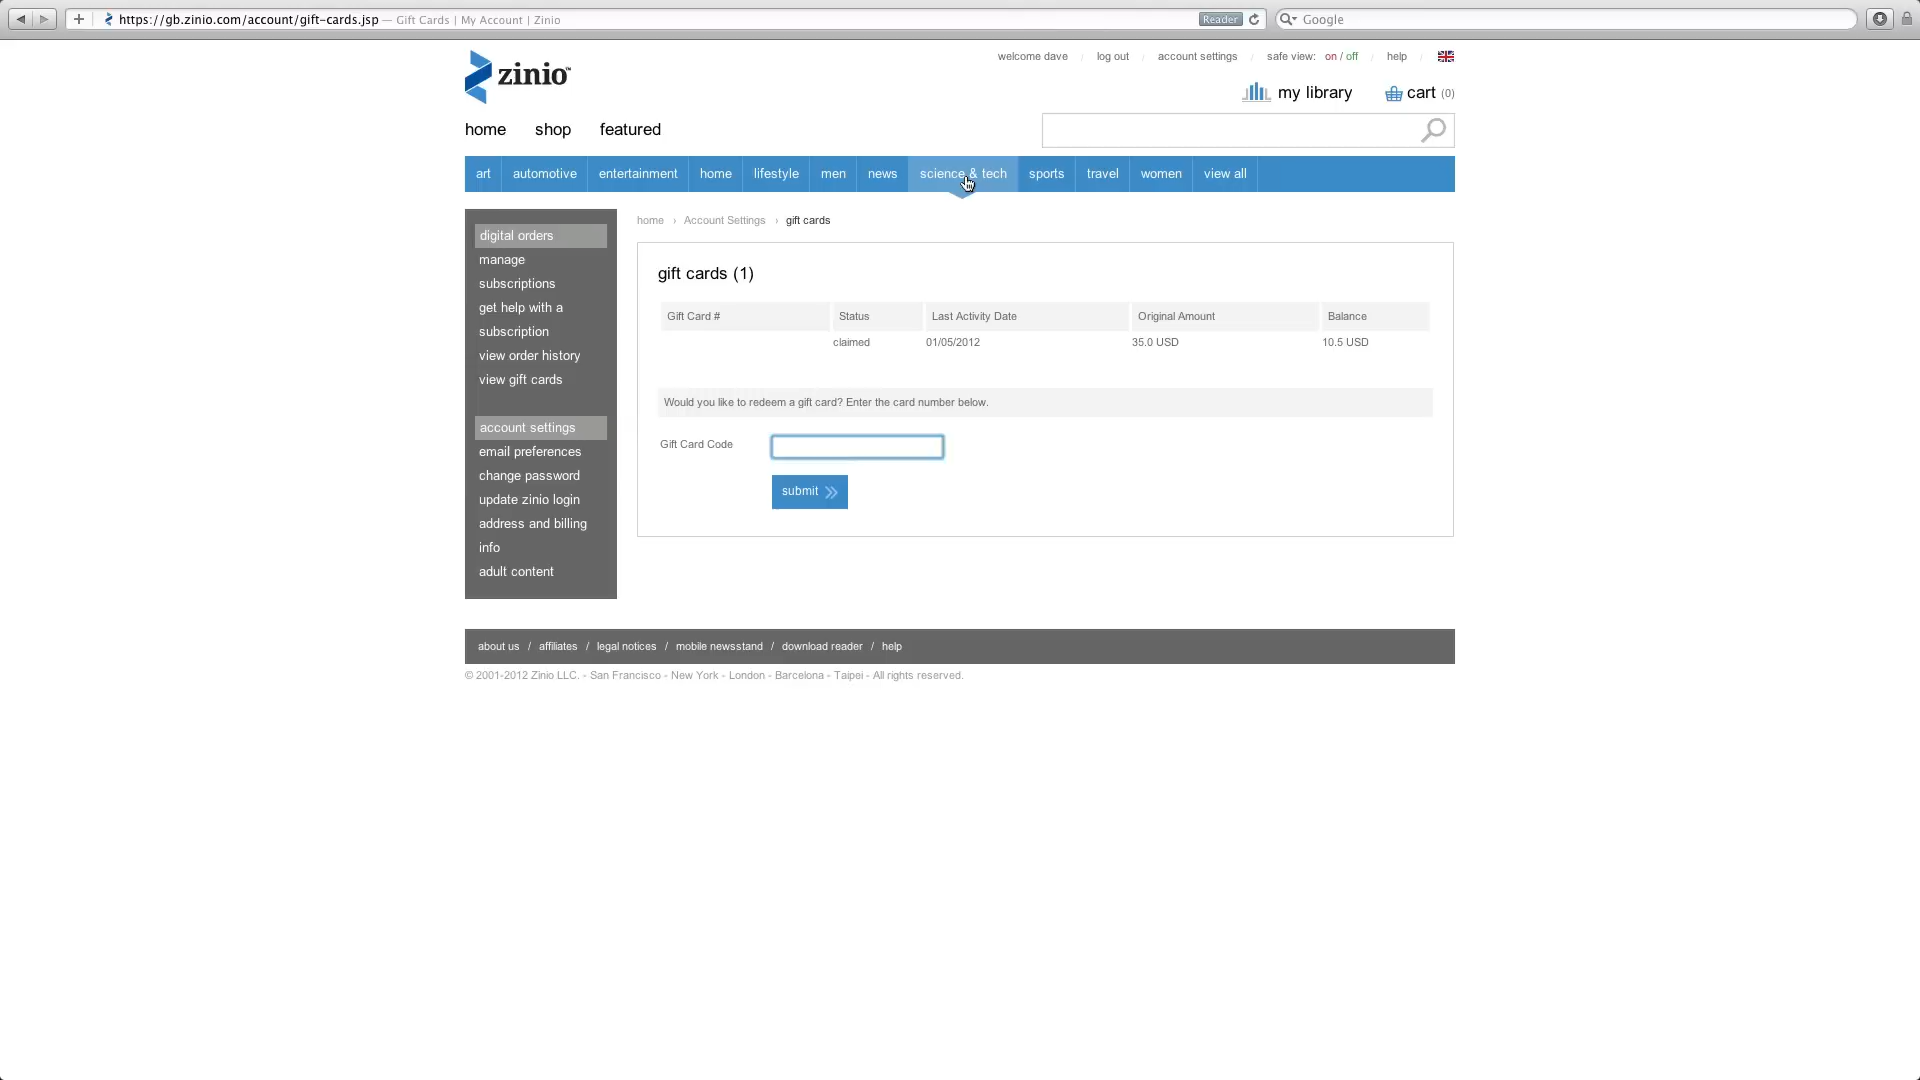 https://gb.zinio.com/account/gift-cards.jsp — Gift Cards | My Account | Zinio
Reader
Google
zinio™
welcome dave / log out / account settings / safe view: on / off / help /
my library
cart (0)
home shop featured
art automotive entertainment home lifestyle men news science & tech sports travel women view all
digital orders
manage
subscriptions
get help with a
subscription
view order history
view gift cards
account settings
email preferences
change password
update zinio login
address and billing
info
adult content
home › Account Settings › gift cards
gift cards (1)
Gift Card # Status Last Activity Date Original Amount Balance
claimed 01/05/2012 35.0 USD 10.5 USD
Would you like to redeem a gift card? Enter the card number below.
Gift Card Code
submit
about us / affiliates / legal notices / mobile newsstand / download reader / help
© 2001-2012 Zinio LLC. - San Francisco - New York - London - Barcelona - Taipei - All rights reserved.